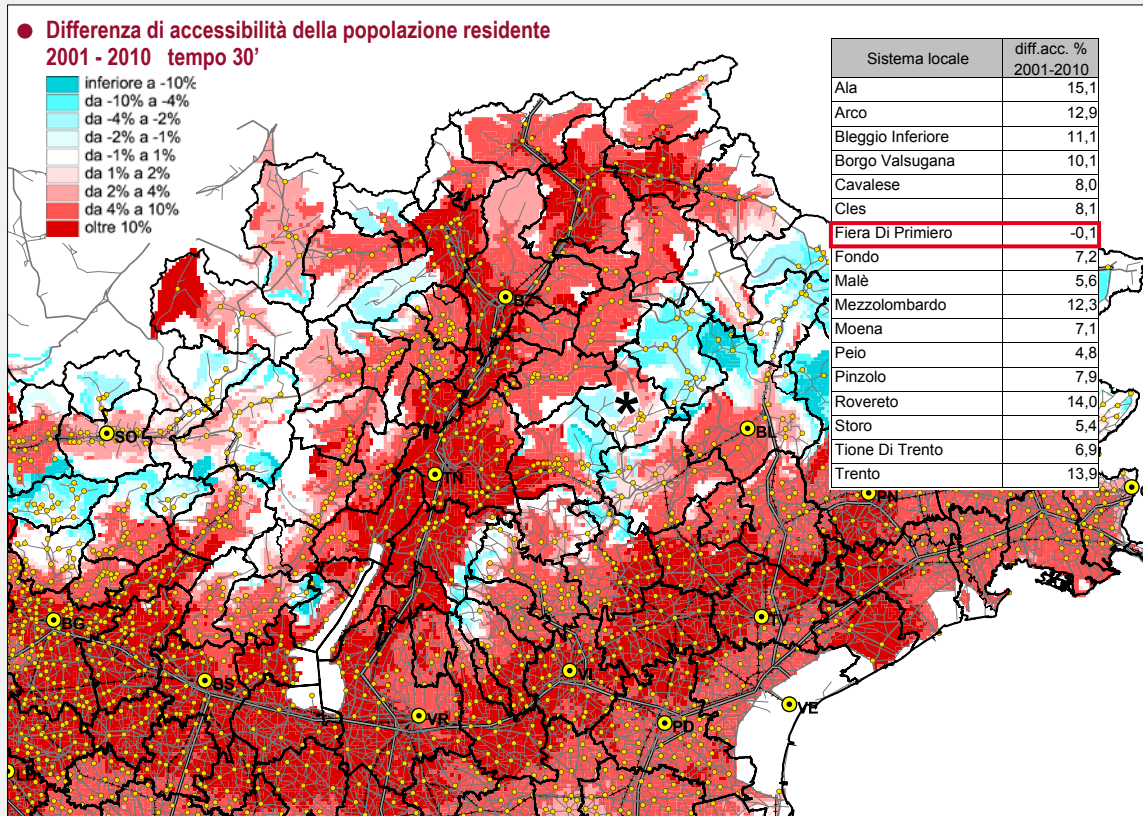 ● Differenza di accessibilità della popolazione residente
2001 - 2010 tempo 30'
inferiore a -10%
da -10% a -4%
da -4% a -2%
da -2% a -1%
da -1% a 1%
da 1% a 2%
da 2% a 4%
da 4% a 10%
oltre 10%
Sistema locale diff.acc. % 2001-2010
Ala 15,1
Arco 12,9
Bleggio Inferiore 11,1
Borgo Valsugana 10,1
Cavalese 8,0
Cles 8,1
Fiera Di Primiero -0,1
Fondo 7,2
Malè 5,6
Mezzolombardo 12,3
Moena 7,1
Peio 4,8
Pinzolo 7,9
Rovereto 14,0
Storo 5,4
Tione Di Trento 6,9
Trento 13,9
BZ
*
SO
BL
TN
PN
BG
BS
VI
VR
PD
VE